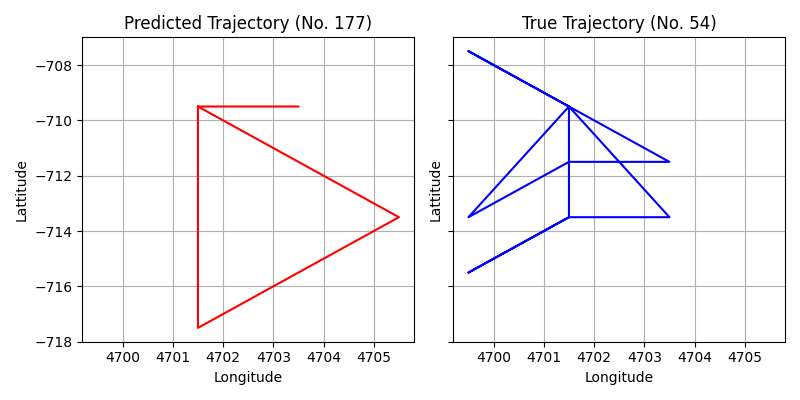 Predicted Trajectory (No. 177)
True Trajectory (No. 54)
Lattitude
−708
−710
−712
−714
−716
−718
4700 4701 4702 4703 4704 4705
Longitude
Lattitude
4700 4701 4702 4703 4704 4705
Longitude